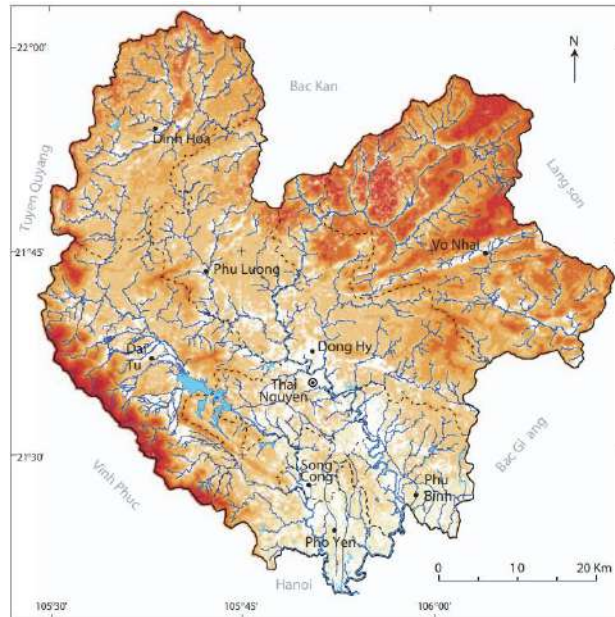 22°00'
N
Bac Kan
Dinh Hoa
Tuyen Quyang
Lang son
21°45'
Vo Nhai
Phu Luong
Dong Hy
Dai
Tu
Thai
Nguyen
21°30'
Vinh Phuc
Song
Cong
Phu
Binh
Bac Gi ang
Pho Yen
Hanoi
0 10 20 Km
105°30' 105°45' 106°00'